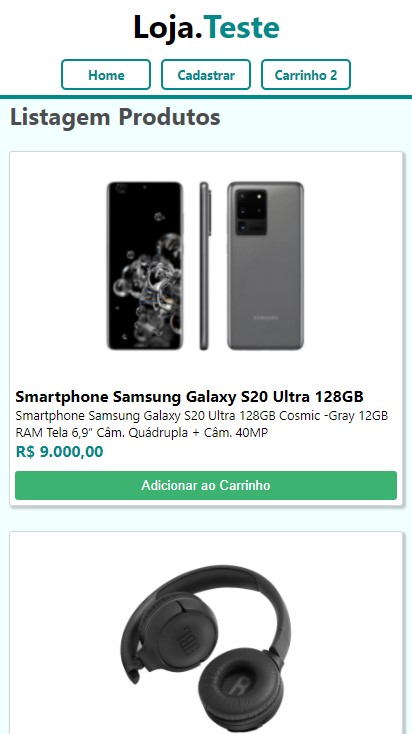 Loja.Teste
Home
Cadastrar
Carrinho 2
Listagem Produtos
SAMSUNG
Smartphone Samsung Galaxy S20 Ultra 128GB
Smartphone Samsung Galaxy S20 Ultra 128GB Cosmic -Gray 12GB
RAM Tela 6,9” Câm. Quádrupla + Câm. 40MP
R$ 9.000,00
Adicionar ao Carrinho
JBL